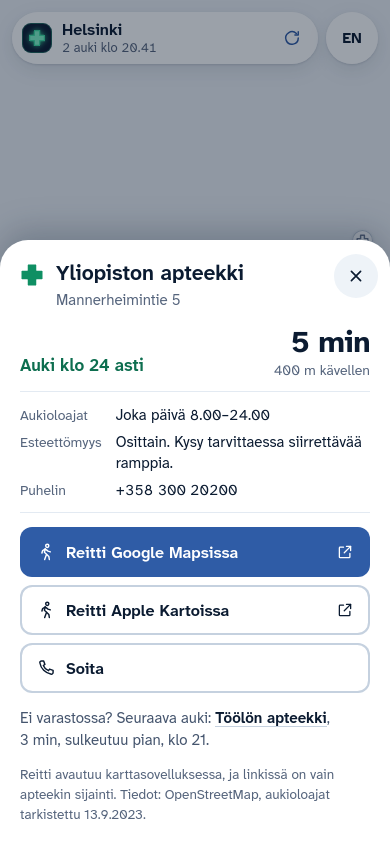 Helsinki
2 auki klo 20.41
EN
Yliopiston apteekki
Mannerheimintie 5
5 min
Auki klo 24 asti
400 m kävellen
Aukioloajat Joka päivä 8.00–24.00
Esteettömyys Osittain. Kysy tarvittaessa siirrettävää
ramppia.
Puhelin +358 300 20200
Reitti Google Mapsissa
Reitti Apple Kartoissa
Soita
Ei varastossa? Seuraava auki: Töölön apteekki,
3 min, sulkeutuu pian, klo 21.
Reitti avautuu karttasovelluksessa, ja linkissä on vain
apteekin sijainti. Tiedot: OpenStreetMap, aukioloajat
tarkistettu 13.9.2023.